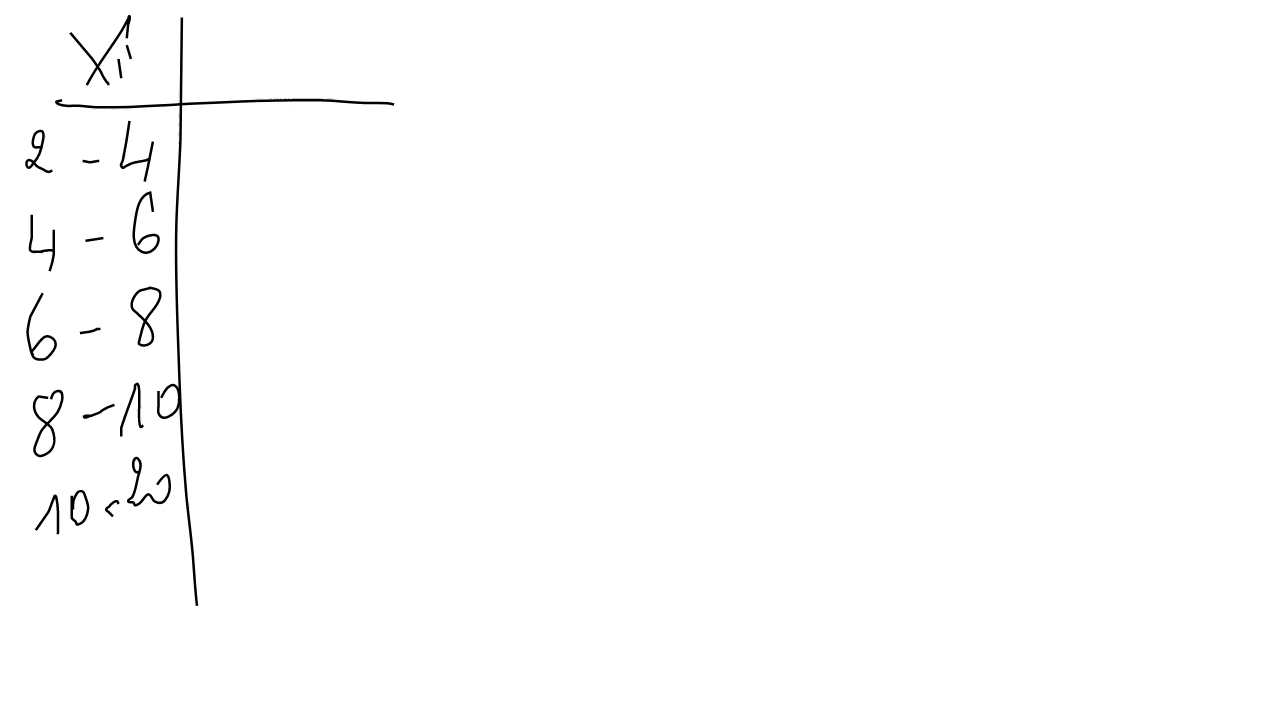 Xi
2 - 4
4 - 6
6 - 8
8 - 10
10 - 20